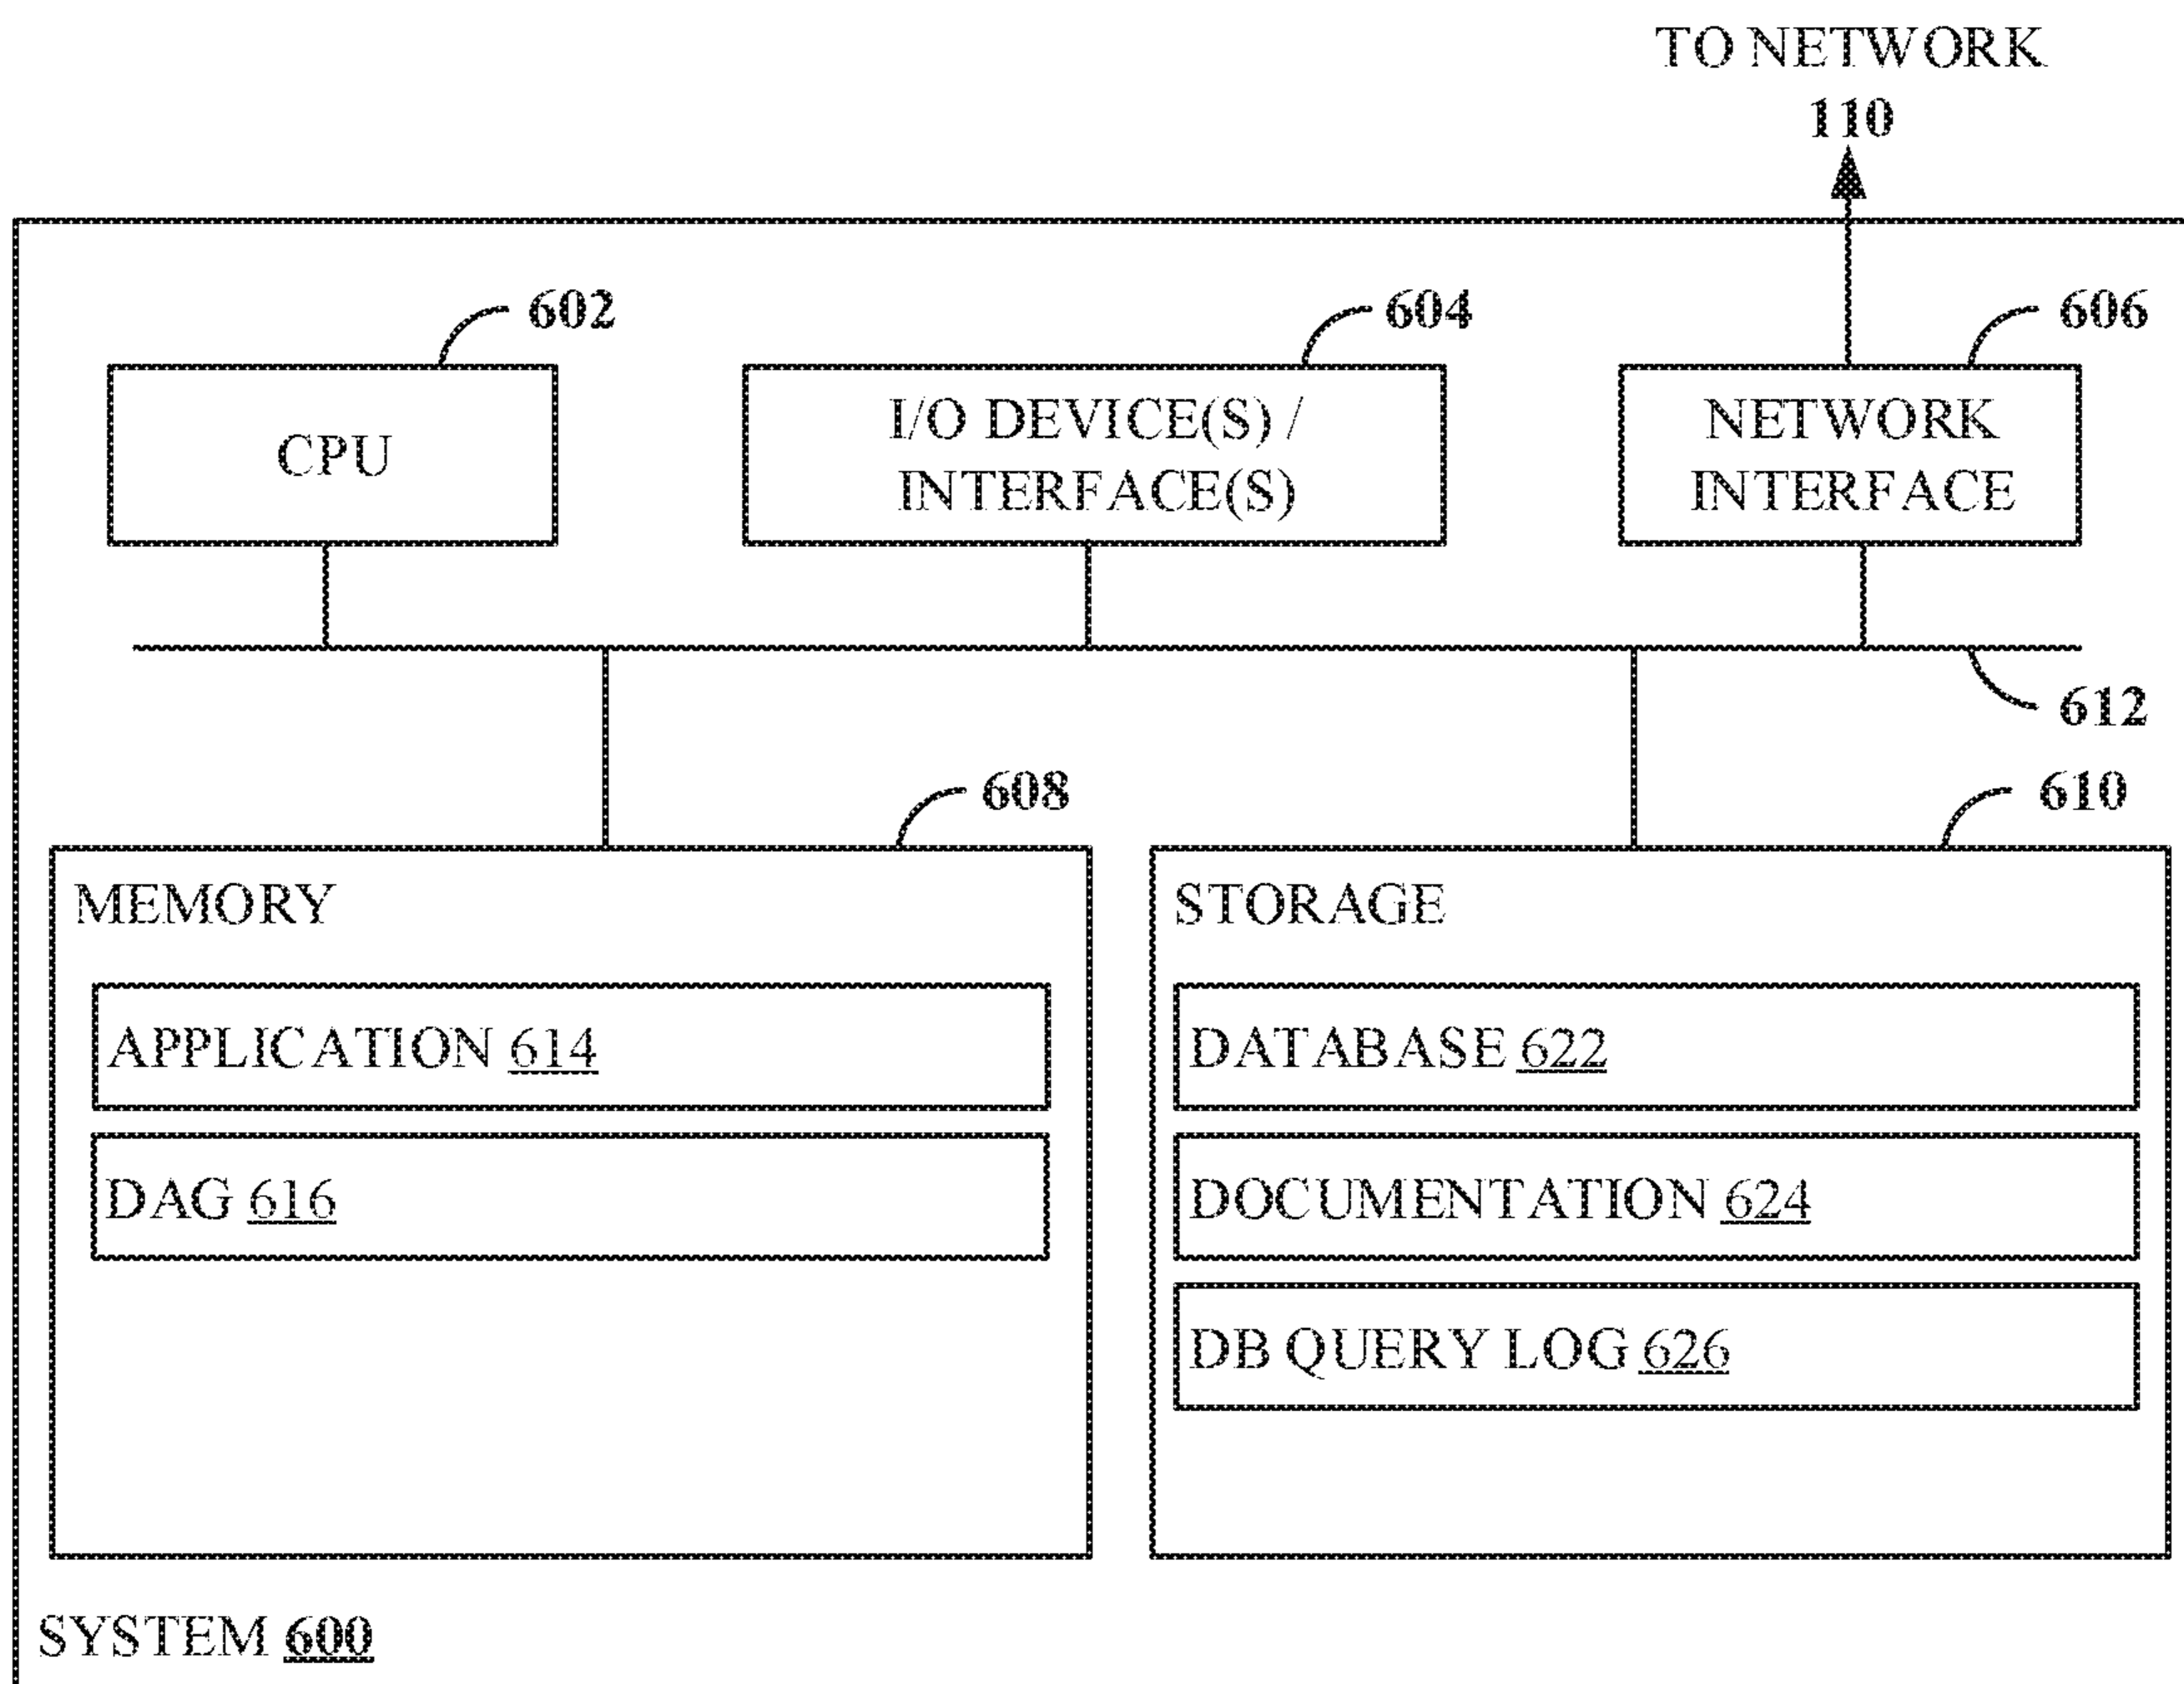 TO NETWORK
110
602
604
606
CPU
I/O DEVICE(S) /
INTERFACE(S)
NETWORK
INTERFACE
612
608
610
MEMORY
APPLICATION 614
DAG 616
STORAGE
DATABASE 622
DOCUMENTATION 624
DB QUERY LOG 626
SYSTEM 600